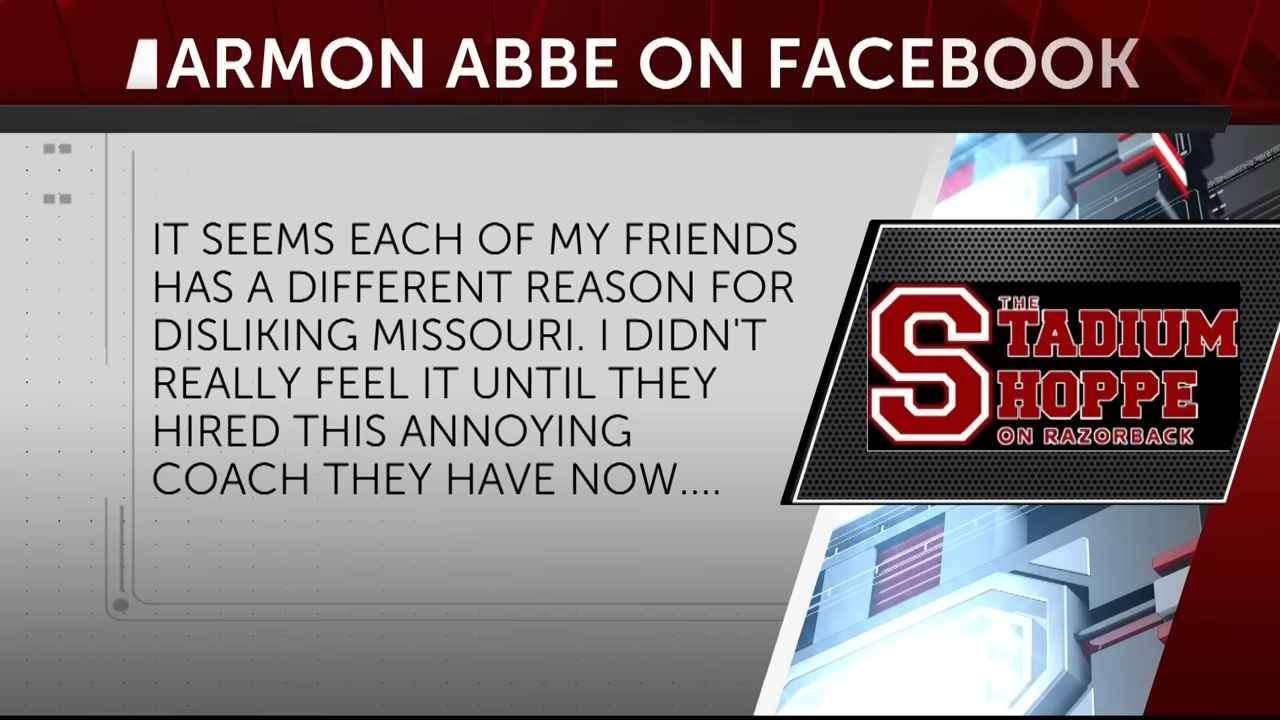 ARMON ABBE ON FACEBOOK
IT SEEMS EACH OF MY FRIENDS
HAS A DIFFERENT REASON FOR
DISLIKING MISSOURI. I DIDN'T
REALLY FEEL IT UNTIL THEY
HIRED THIS ANNOYING
COACH THEY HAVE NOW....
THE
STADIUM
SHOPPE
ON RAZORBACK